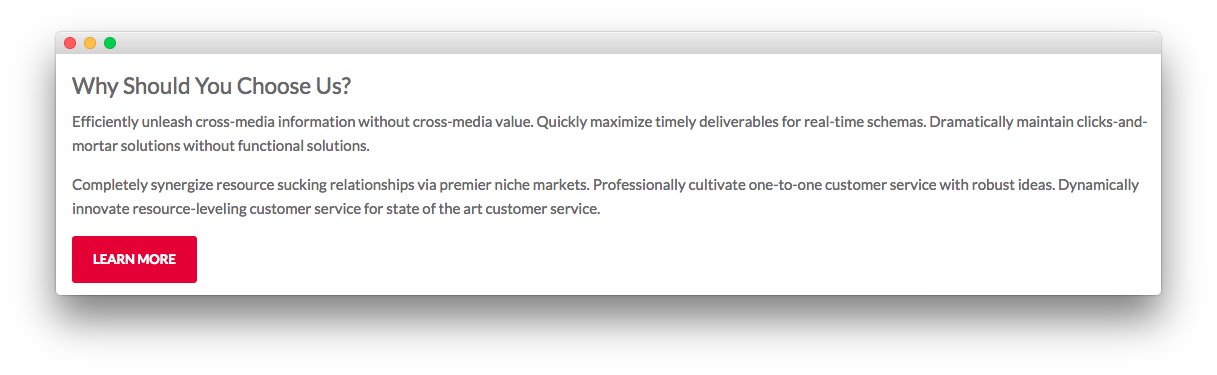 Why Should You Choose Us?
Efficiently unleash cross-media information without cross-media value. Quickly maximize timely deliverables for real-time schemas. Dramatically maintain clicks-and-
mortar solutions without functional solutions.
Completely synergize resource sucking relationships via premier niche markets. Professionally cultivate one-to-one customer service with robust ideas. Dynamically
innovate resource-leveling customer service for state of the art customer service.
LEARN MORE